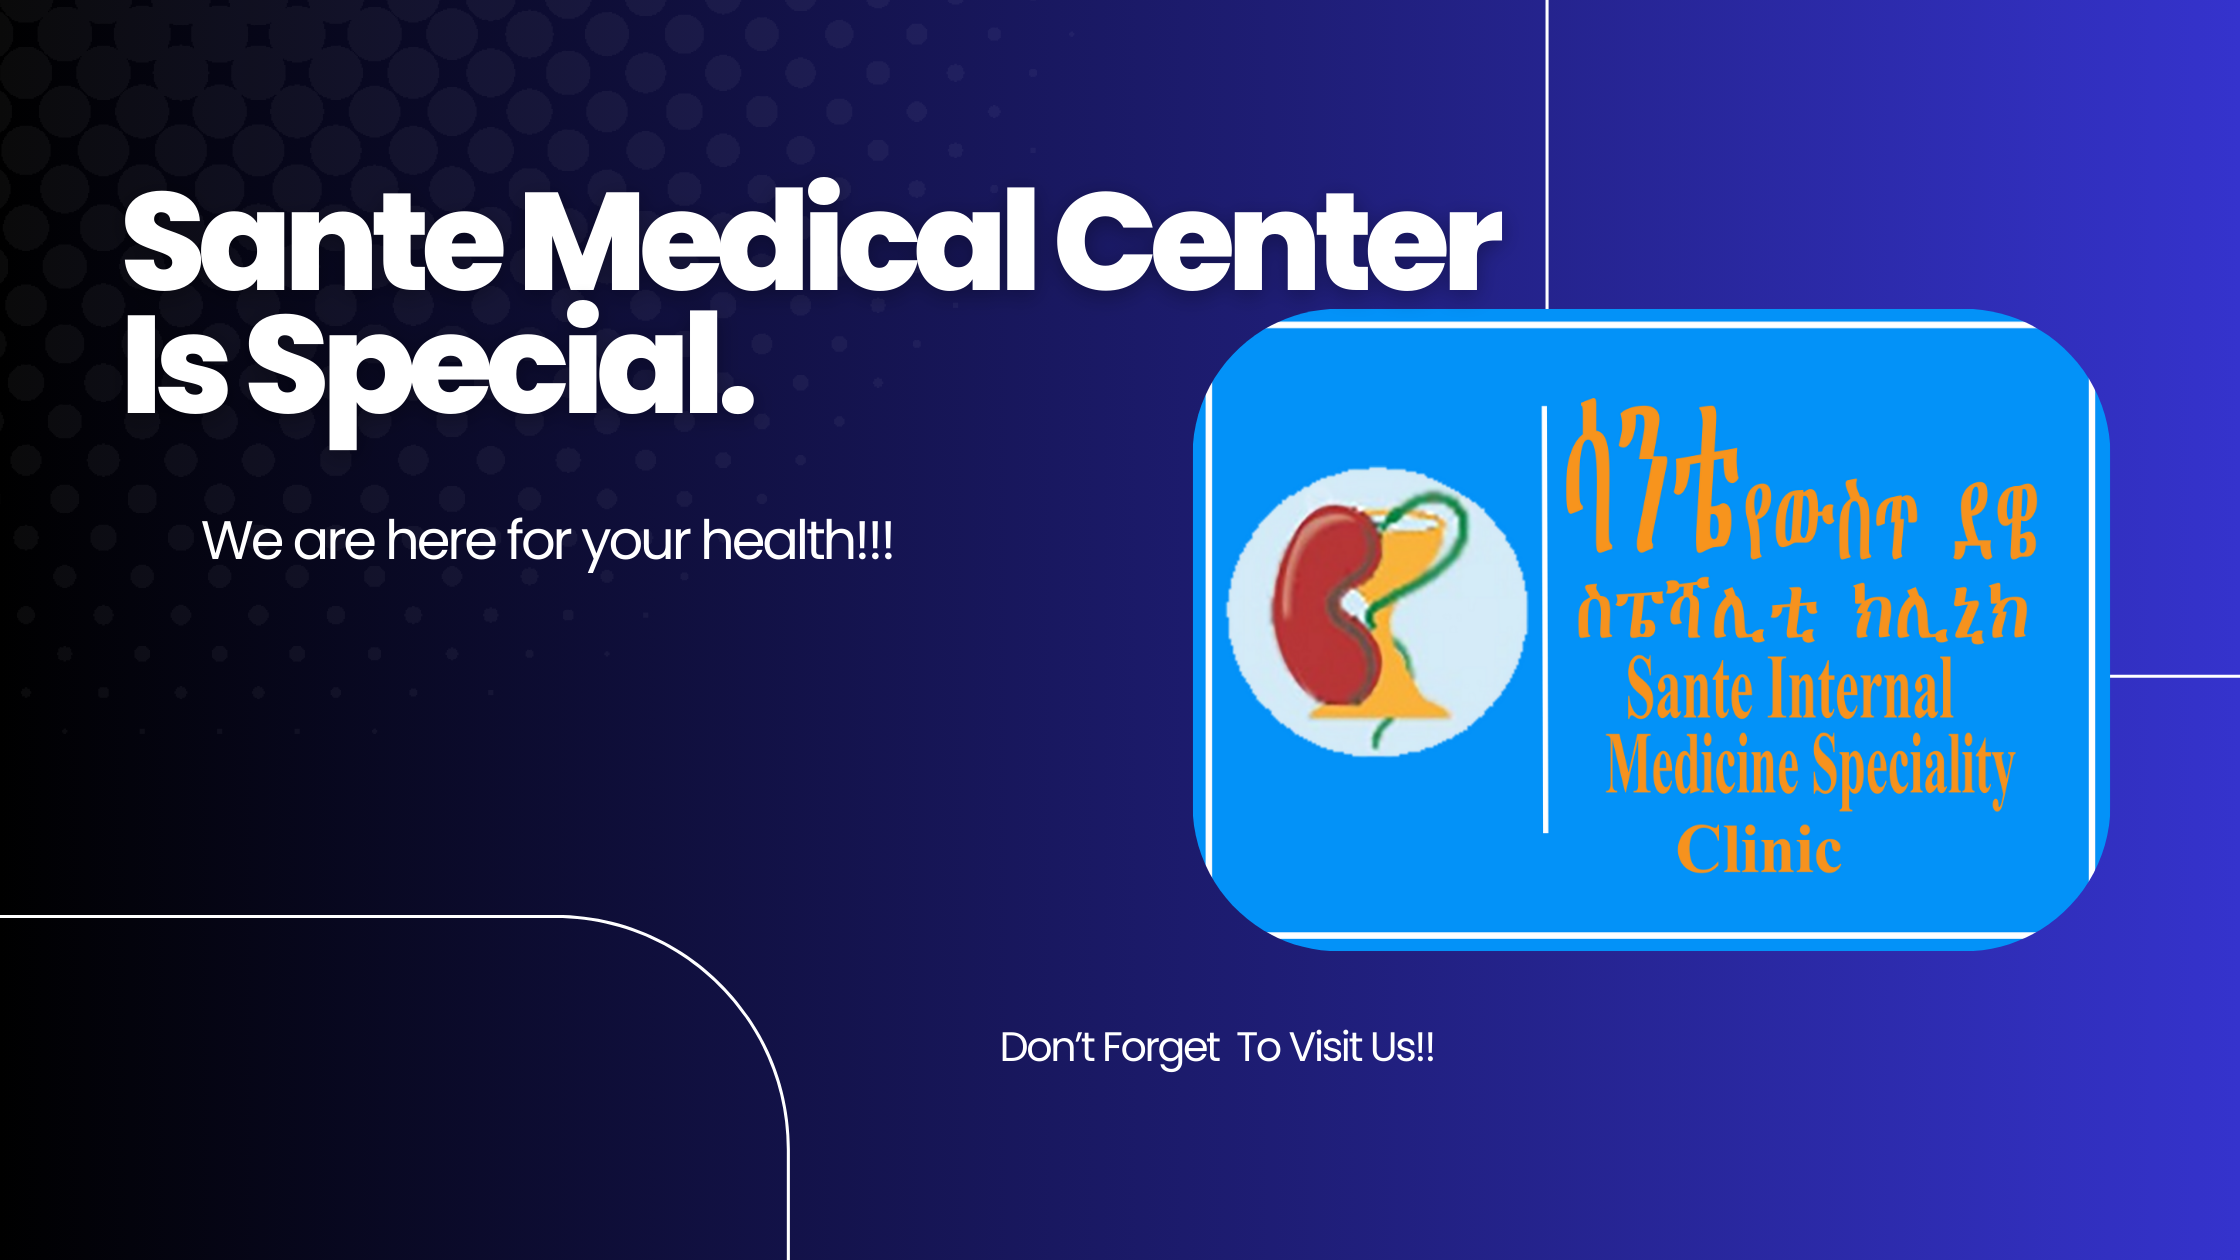 Sante Medical Center
Is Special.
We are here for your health!!!
ሳንቴ የውስጥ ደዌ
ስፔሻሊቲ ክሊኒክ
Sante Internal
Medicine Speciality
Clinic
Don’t Forget To Visit Us!!